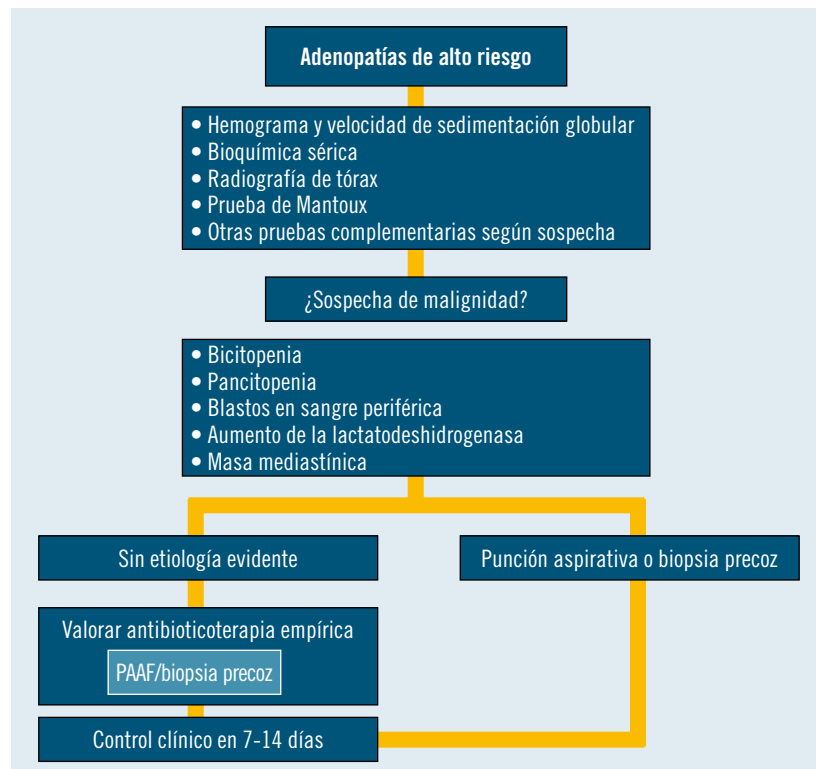 Adenopatías de alto riesgo
• Hemograma y velocidad de sedimentación globular
• Bioquímica sérica
• Radiografía de tórax
• Prueba de Mantoux
• Otras pruebas complementarias según sospecha
¿Sospecha de malignidad?
• Bicitopenia
• Pancitopenia
• Blastos en sangre periférica
• Aumento de la lactatodeshidrogenasa
• Masa mediastínica
Sin etiología evidente
Punción aspirativa o biopsia precoz
Valorar antibioticoterapia empírica
PAAF/biopsia precoz
Control clínico en 7-14 días